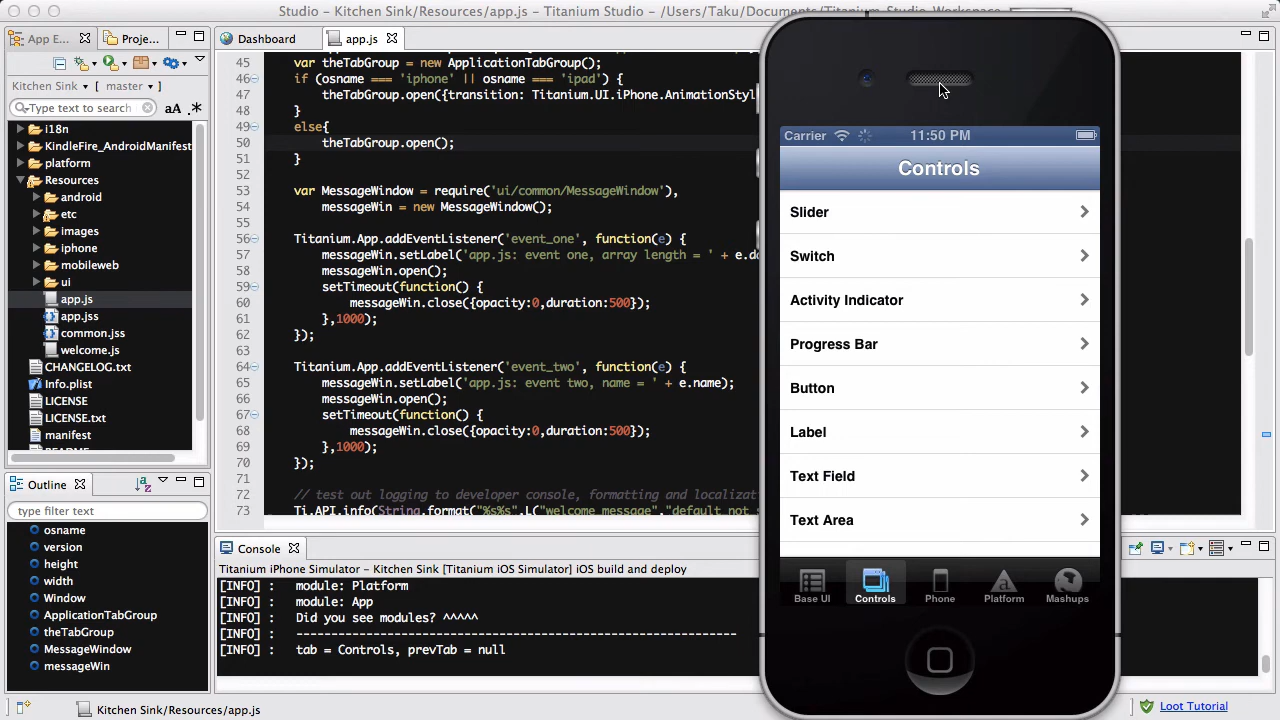 Studio – Kitchen Sink/Resources/app.js – Titanium Studio – /Users/Taku/Documents/Titanium_Studio_Workspace
App E...
Proje...
Kitchen Sink
[ master ]
Type text to search
aA .*
i18n
KindleFire_AndroidManifest
platform
Resources
android
etc
images
iphone
mobileweb
ui
app.js
app.jss
common.jss
welcome.js
CHANGELOG.txt
Info.plist
LICENSE
LICENSE.txt
manifest
Outline
type filter text
osname
version
height
width
Window
ApplicationTabGroup
theTabGroup
MessageWindow
messageWin
Dashboard
app.js
45 var theTabGroup = new ApplicationTabGroup();
46 if (osname === 'iphone' || osname === 'ipad') {
47 theTabGroup.open({transition: Titanium.UI.iPhone.AnimationStyl
48 }
49 else{
50 theTabGroup.open();
51 }
52
53 var MessageWindow = require('ui/common/MessageWindow'),
54 messageWin = new MessageWindow();
55
56 Titanium.App.addEventListener('event_one', function(e) {
57 messageWin.setLabel('app.js: event one, array length = ' + e.da
58 messageWin.open();
59 setTimeout(function() {
60 messageWin.close({opacity:0,duration:500});
61 },1000);
62 });
63
64 Titanium.App.addEventListener('event_two', function(e) {
65 messageWin.setLabel('app.js: event two, name = ' + e.name);
66 messageWin.open();
67 setTimeout(function() {
68 messageWin.close({opacity:0,duration:500});
69 },1000);
70 });
71
72 // test out logging to developer console, formatting and localizat
73 Ti.API.info(String.format("%s%s",L("welcome_message","default_not_s
Console
Titanium iPhone Simulator – Kitchen Sink [Titanium iOS Simulator] iOS build and deploy
[INFO] : module: Platform
[INFO] : module: App
[INFO] : Did you see modules? ^^^^^
[INFO] : ---------------------------------------------------------------
[INFO] : tab = Controls, prevTab = null
Kitchen Sink/Resources/app.js
Loot Tutorial
Carrier 11:50 PM
Controls
Slider
Switch
Activity Indicator
Progress Bar
Button
Label
Text Field
Text Area
Base UI Controls Phone Platform Mashups